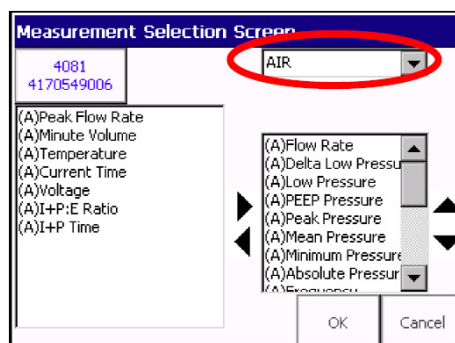 Measurement Selection Screen
4081
4170549006
AIR
(A)Peak Flow Rate
(A)Minute Volume
(A)Temperature
(A)Current Time
(A)Voltage
(A)I+P:E Ratio
(A)I+P Time
(A)Flow Rate
(A)Delta Low Pressu
(A)Low Pressure
(A)PEEP Pressure
(A)Peak Pressure
(A)Mean Pressure
(A)Minimum Pressure
(A)Absolute Pressur
(A)Frequency
OK
Cancel